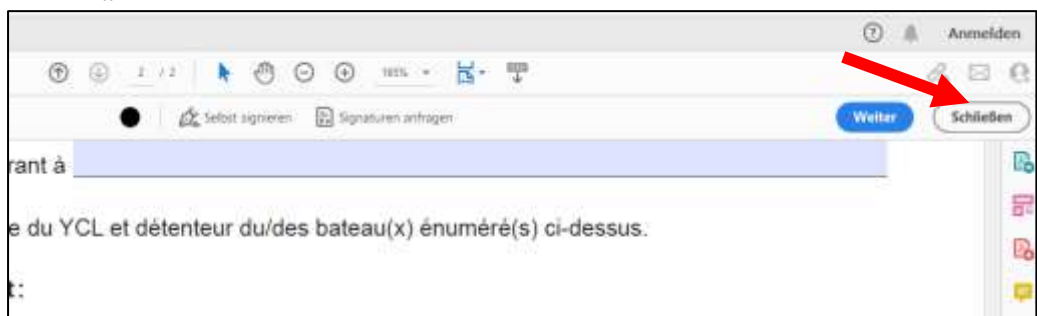 Anmelden
2 / 2
Selbst signieren Signaturen anfragen Weiter Schließen
rant à
e du YCL et détenteur du/des bateau(x) énuméré(s) ci-dessus.
t: